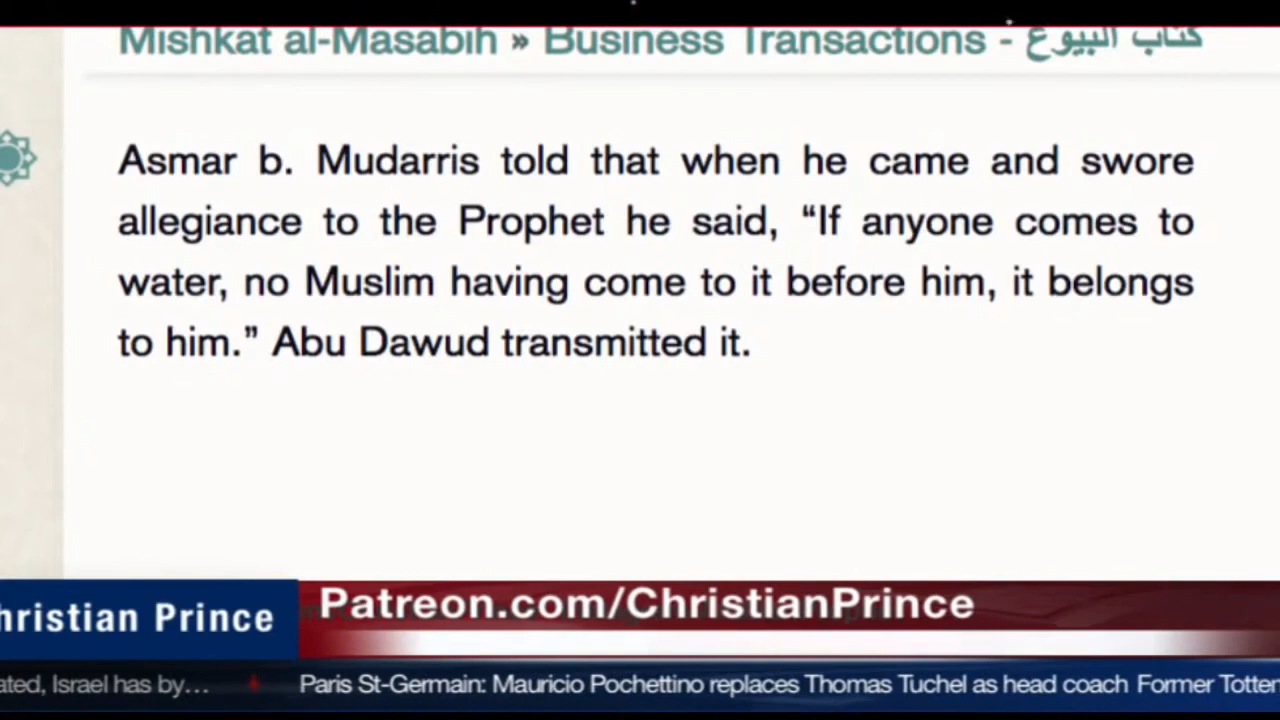 Mishkat al-Masabih » Business Transactions - كتاب البيوع
Asmar b. Mudarris told that when he came and swore
allegiance to the Prophet he said, “If anyone comes to
water, no Muslim having come to it before him, it belongs
to him.” Abu Dawud transmitted it.
hristian Prince
Patreon.com/ChristianPrince
ated, Israel has by...
Paris St-Germain: Mauricio Pochettino replaces Thomas Tuchel as head coach Former Totten